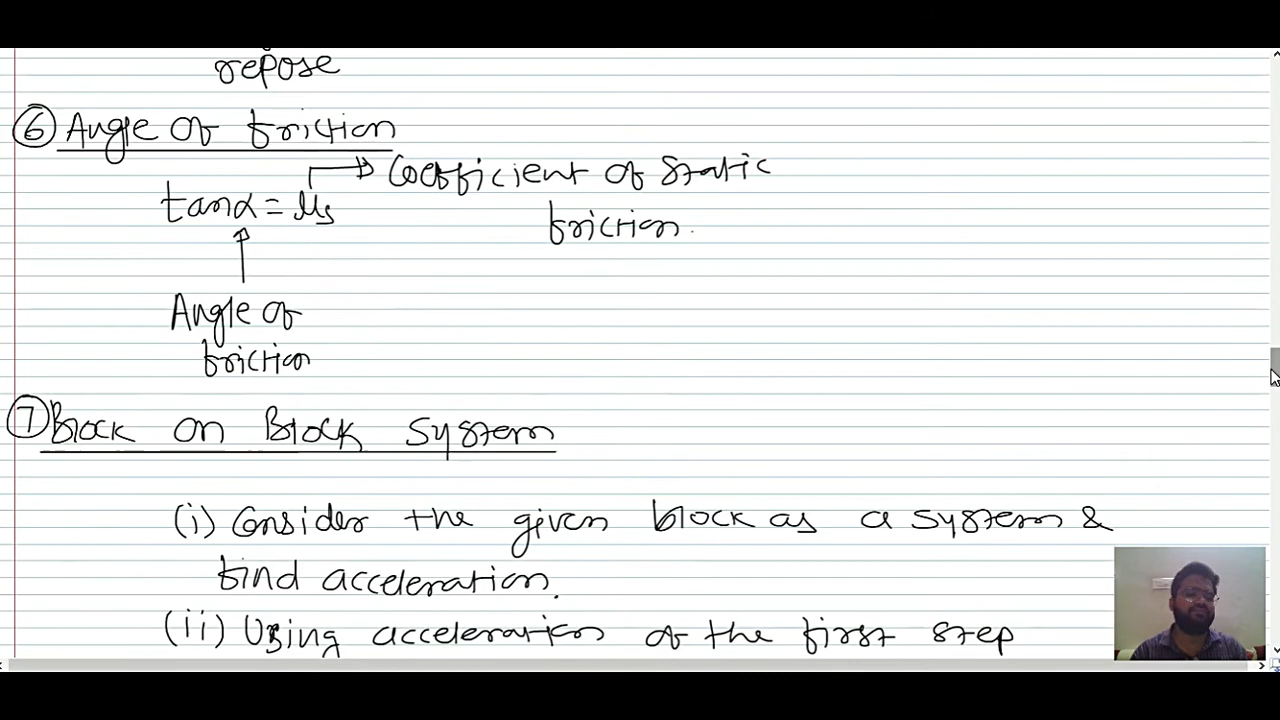 repose
⑥ Angle of friction
tanα = μs → Coefficient of static
friction.
Angle of
friction
⑦ Block on Block System
(i) Consider the given block as a system &
find acceleration.
(ii) Using acceleration of the first step